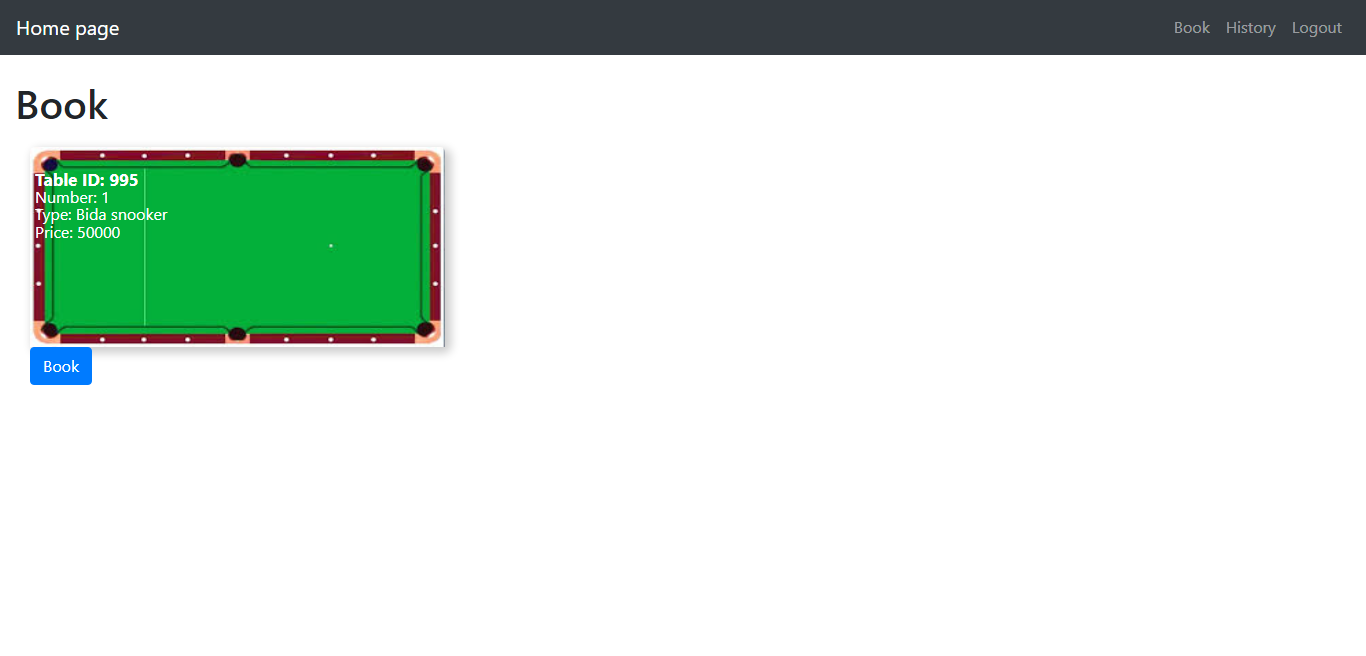 Home page
Book
History
Logout
Book
Table ID: 995
Number: 1
Type: Bida snooker
Price: 50000
Book